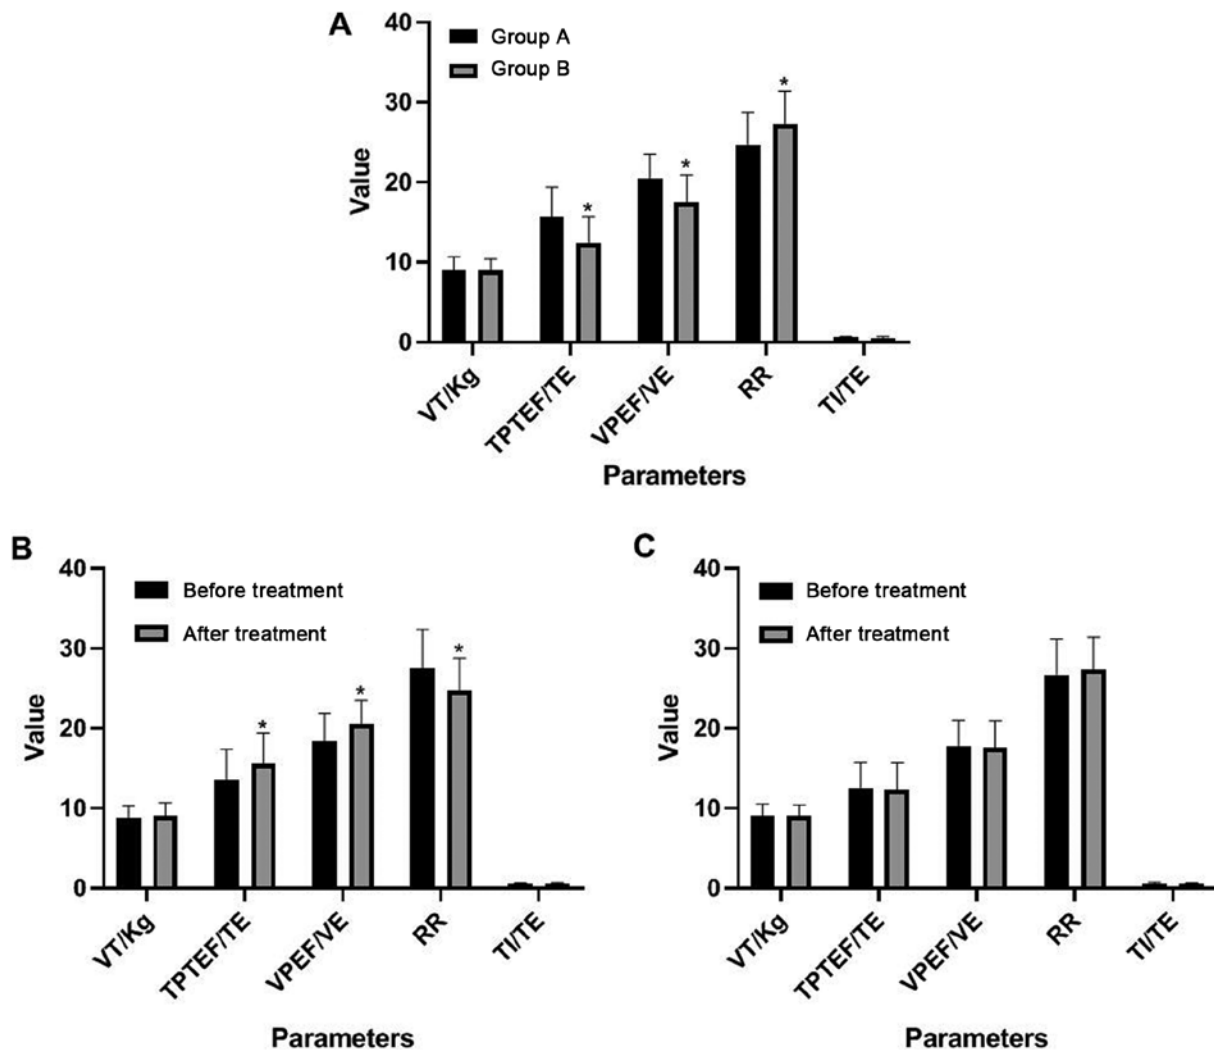 A
40
30
20
10
0
Value
Group A
Group B
*
*
*
VT/Kg
TPTEF/TE
VPEF/VE
RR
TI/TE
Parameters
B
40
30
20
10
0
Value
Before treatment
After treatment
*
*
*
VT/Kg
TPTEF/TE
VPEF/VE
RR
TI/TE
Parameters
C
40
30
20
10
0
Value
Before treatment
After treatment
VT/Kg
TPTEF/TE
VPEF/VE
RR
TI/TE
Parameters